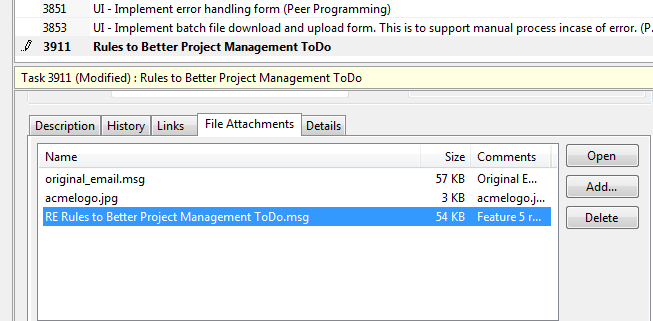 3851 UI - Implement error handling form (Peer Programming)
3853 UI - Implement batch file download and upload form. This is to support manual process incase of error. (P...
3911 Rules to Better Project Management ToDo
Task 3911 (Modified) : Rules to Better Project Management ToDo
Description History Links File Attachments Details
Name Size Comments
original_email.msg 57 KB Original E...
acmelogo.jpg 3 KB acmelogo.j...
RE Rules to Better Project Management ToDo.msg 54 KB Feature 5 r...
Open
Add...
Delete